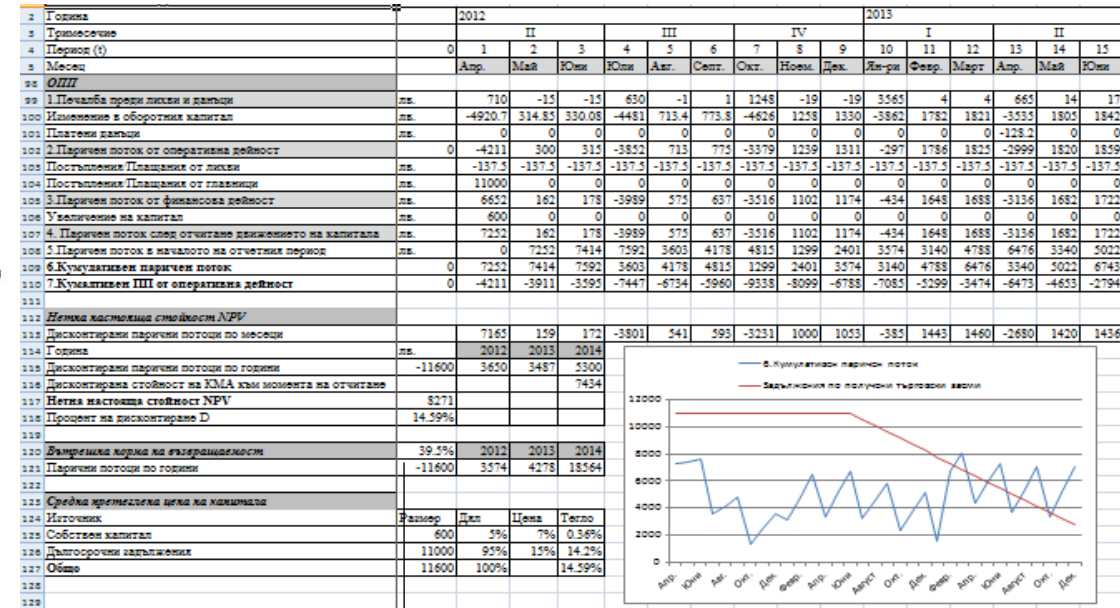 2 Година 2012 2013
3 Тримесечие II III IV I II
4 Период (t) 0 1 2 3 4 5 6 7 8 9 10 11 12 13 14 15
5 Месец Апр. Май Юни Юли Авг. Септ. Окт. Ноем. Дек. Ян-ри Февр. Март Апр. Май Юни
98 ОПП
99 1.Печалба преди лихви и данъци лв. 710 -15 -15 630 -1 1 1248 -19 -19 3565 4 4 665 14 17
100 Изменение в оборотния капитал лв. -4920.7 314.85 330.08 -4481 713.4 773.8 -4626 1258 1330 -3862 1782 1821 -3535 1805 1842
101 Платени данъци лв. 0 0 0 0 0 0 0 0 0 0 0 0 -128.2 0 0
102 2.Паричен поток от оперативна дейност 0 -4211 300 315 -3852 713 775 -3379 1239 1311 -297 1786 1825 -2999 1820 1859
103 Постъпления/Плащания от лихви лв. -137.5 -137.5 -137.5 -137.5 -137.5 -137.5 -137.5 -137.5 -137.5 -137.5 -137.5 -137.5 -137.5 -137.5 -137.5
104 Постъпления/Плащания от главници лв. 11000 0 0 0 0 0 0 0 0 0 0 0 0 0 0
105 3.Паричен поток от финансова дейност лв. 6652 162 178 -3989 575 637 -3516 1102 1174 -434 1648 1688 -3136 1682 1722
106 Увеличение на капитал лв. 600 0 0 0 0 0 0 0 0 0 0 0 0 0 0
107 4. Паричен поток след отчитане движението на капитала лв. 7252 162 178 -3989 575 637 -3516 1102 1174 -434 1648 1688 -3136 1682 1722
108 5.Паричен поток в началото на отчетния период лв. 0 7252 7414 7592 3603 4178 4815 1299 2401 3574 3140 4788 6476 3340 5022
109 6.Кумулативен паричен поток 0 7252 7414 7592 3603 4178 4815 1299 2401 3574 3140 4788 6476 3340 5022 6743
110 7.Кумалтивен ПП от оперативна дейност 0 -4211 -3911 -3595 -7447 -6734 -5960 -9338 -8099 -6788 -7085 -5299 -3474 -6473 -4653 -2794
111
112 Нетна настояща стойност NPV
113 Дисконтирани парични потоци по месеци 7165 159 172 -3801 541 593 -3231 1000 1053 -385 1443 1460 -2680 1420 1436
114 Година лв. 2012 2013 2014
115 Дисконтирани парични потоци по години -11600 3650 3487 5300
116 Дисконтирана стойност на КМА към момента на отчитане 7434
117 Нетна настояща стойност NPV 8271
118 Процент на дисконтиране D 14.59%
119
120 Вътрешна норма на възвращаемост 39.5% 2012 2013 2014
121 Парични потоци по години -11600 3574 4278 18564
122
123 Средна претеглена цена на капитала
124 Източник Размер Дял Цена Тегло
125 Собствен капитал 600 5% 7% 0.36%
126 Дългосрочни задължения 11000 95% 15% 14.2%
127 Общо 11600 100% 14.59%
128
129
6.Кумулативен паричен поток
Задължения по получени търговски заеми
12000
10000
8000
6000
4000
2000
0
Апр. Юни Авг. Окт. Дек. Февр. Апр. Юни Август Окт. Дек. Февр. Апр. Юни Август Окт. Дек.